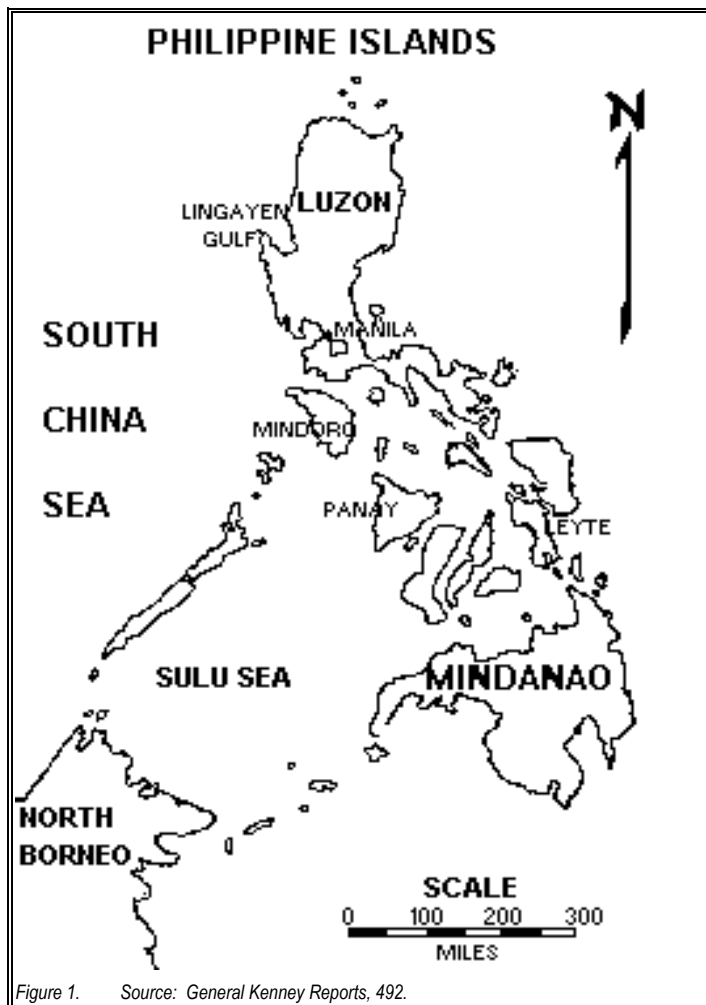 PHILIPPINE ISLANDS
N
LUZON
LINGAYEN
GULF
MANILA
SOUTH
CHINA
SEA
MINDORO
PANAY
LEYTE
SULU SEA
MINDANAO
NORTH
BORNEO
SCALE
0 100 200 300
MILES
Figure 1. Source: General Kenney Reports, 492.